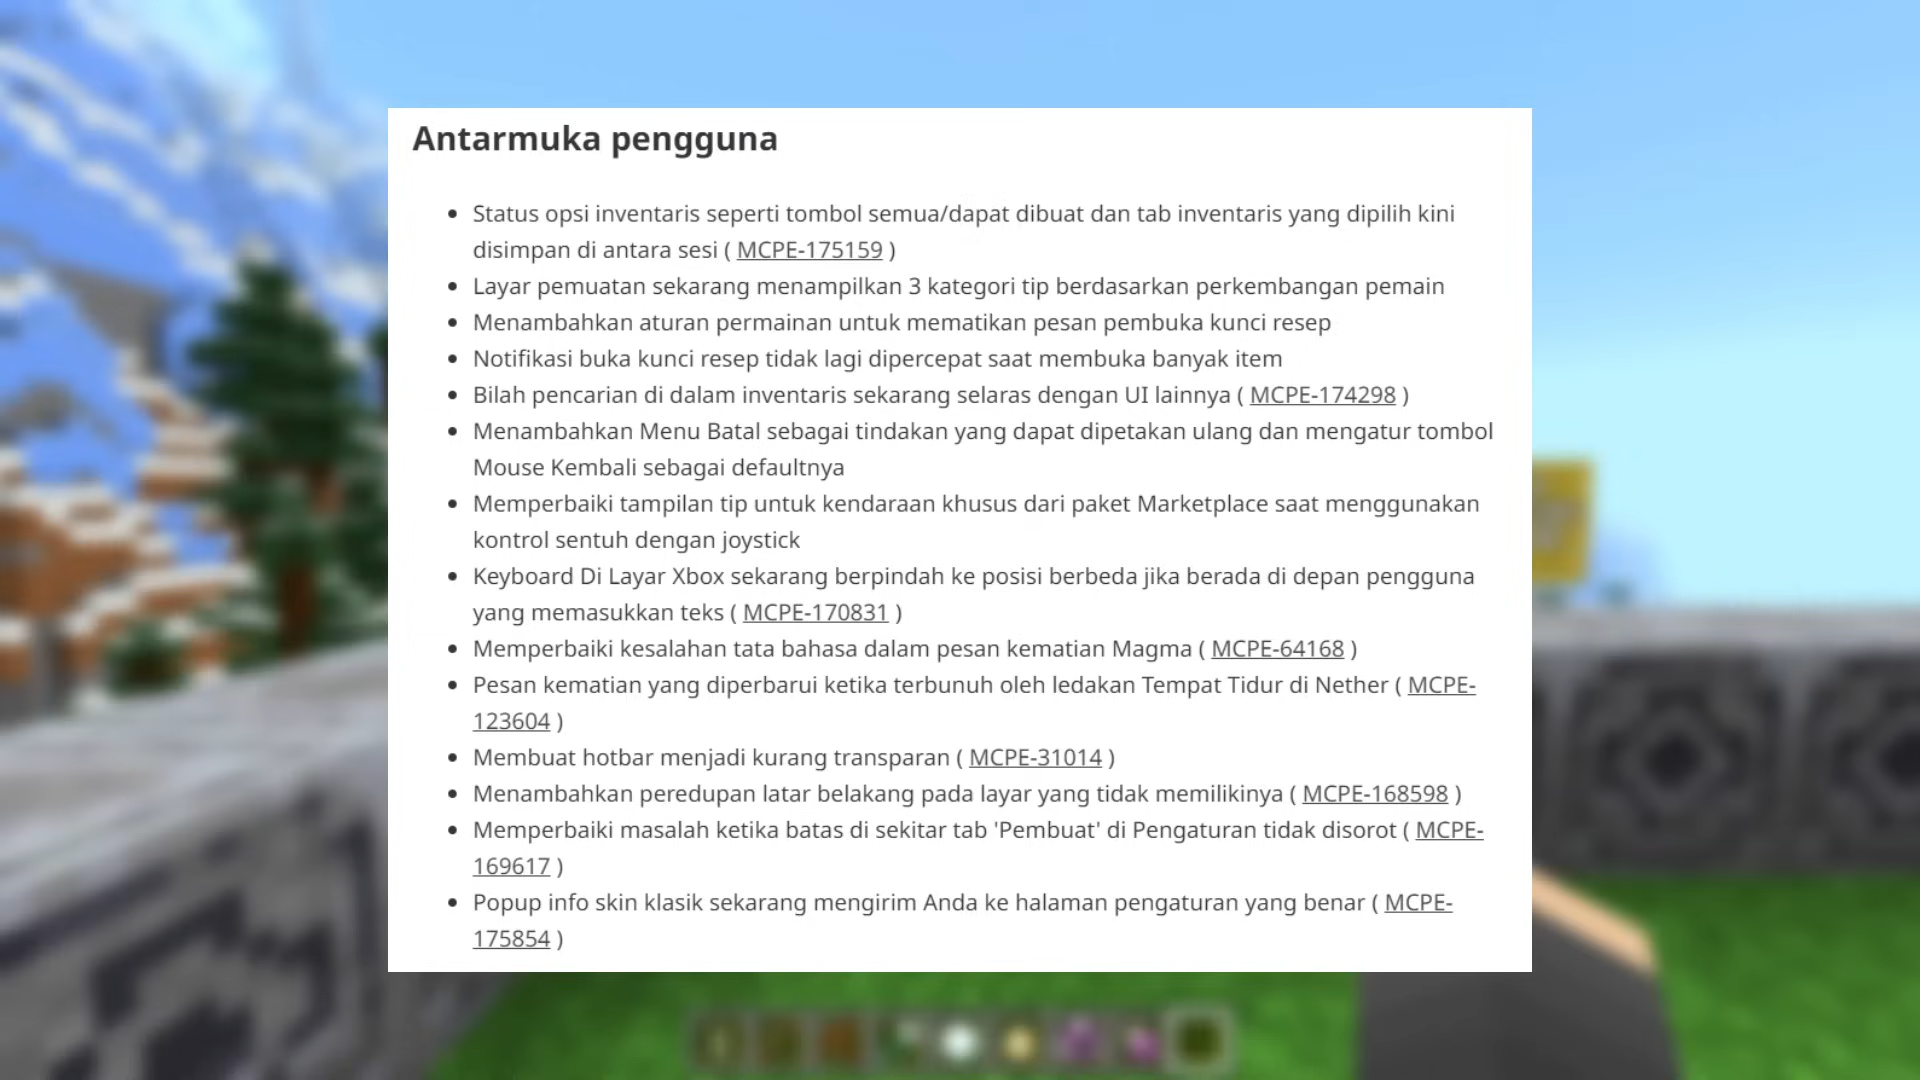 Antarmuka pengguna
• Status opsi inventaris seperti tombol semua/dapat dibuat dan tab inventaris yang dipilih kini
disimpan di antara sesi ( MCPE-175159 )
• Layar pemuatan sekarang menampilkan 3 kategori tip berdasarkan perkembangan pemain
• Menambahkan aturan permainan untuk mematikan pesan pembuka kunci resep
• Notifikasi buka kunci resep tidak lagi dipercepat saat membuka banyak item
• Bilah pencarian di dalam inventaris sekarang selaras dengan UI lainnya ( MCPE-174298 )
• Menambahkan Menu Batal sebagai tindakan yang dapat dipetakan ulang dan mengatur tombol
Mouse Kembali sebagai defaultnya
• Memperbaiki tampilan tip untuk kendaraan khusus dari paket Marketplace saat menggunakan
kontrol sentuh dengan joystick
• Keyboard Di Layar Xbox sekarang berpindah ke posisi berbeda jika berada di depan pengguna
yang memasukkan teks ( MCPE-170831 )
• Memperbaiki kesalahan tata bahasa dalam pesan kematian Magma ( MCPE-64168 )
• Pesan kematian yang diperbarui ketika terbunuh oleh ledakan Tempat Tidur di Nether ( MCPE-
123604 )
• Membuat hotbar menjadi kurang transparan ( MCPE-31014 )
• Menambahkan peredupan latar belakang pada layar yang tidak memilikinya ( MCPE-168598 )
• Memperbaiki masalah ketika batas di sekitar tab 'Pembuat' di Pengaturan tidak disorot ( MCPE-
169617 )
• Popup info skin klasik sekarang mengirim Anda ke halaman pengaturan yang benar ( MCPE-
175854 )